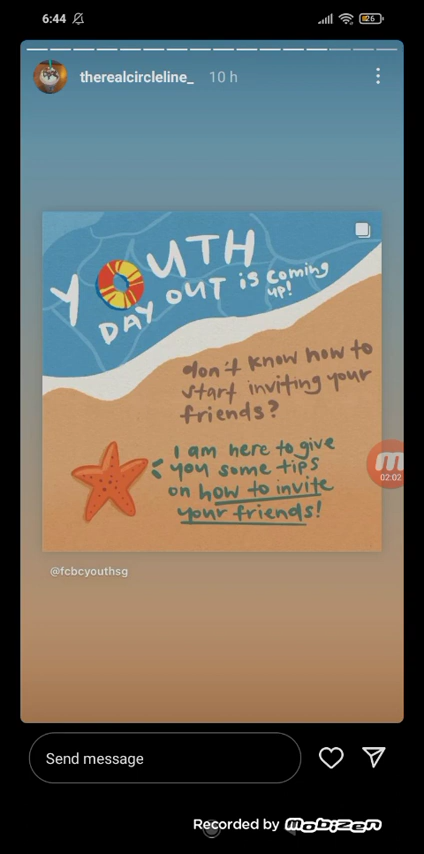 6:44 26
therealcircleline_ 10 h
YOUTH
DAY OUT is coming
up!
don't know how to
start inviting your
friends?
I am here to give
you some tips
on how to invite
your friends!
m
02:02
@fcbcyouthsg
Send message
Recorded by mobizen